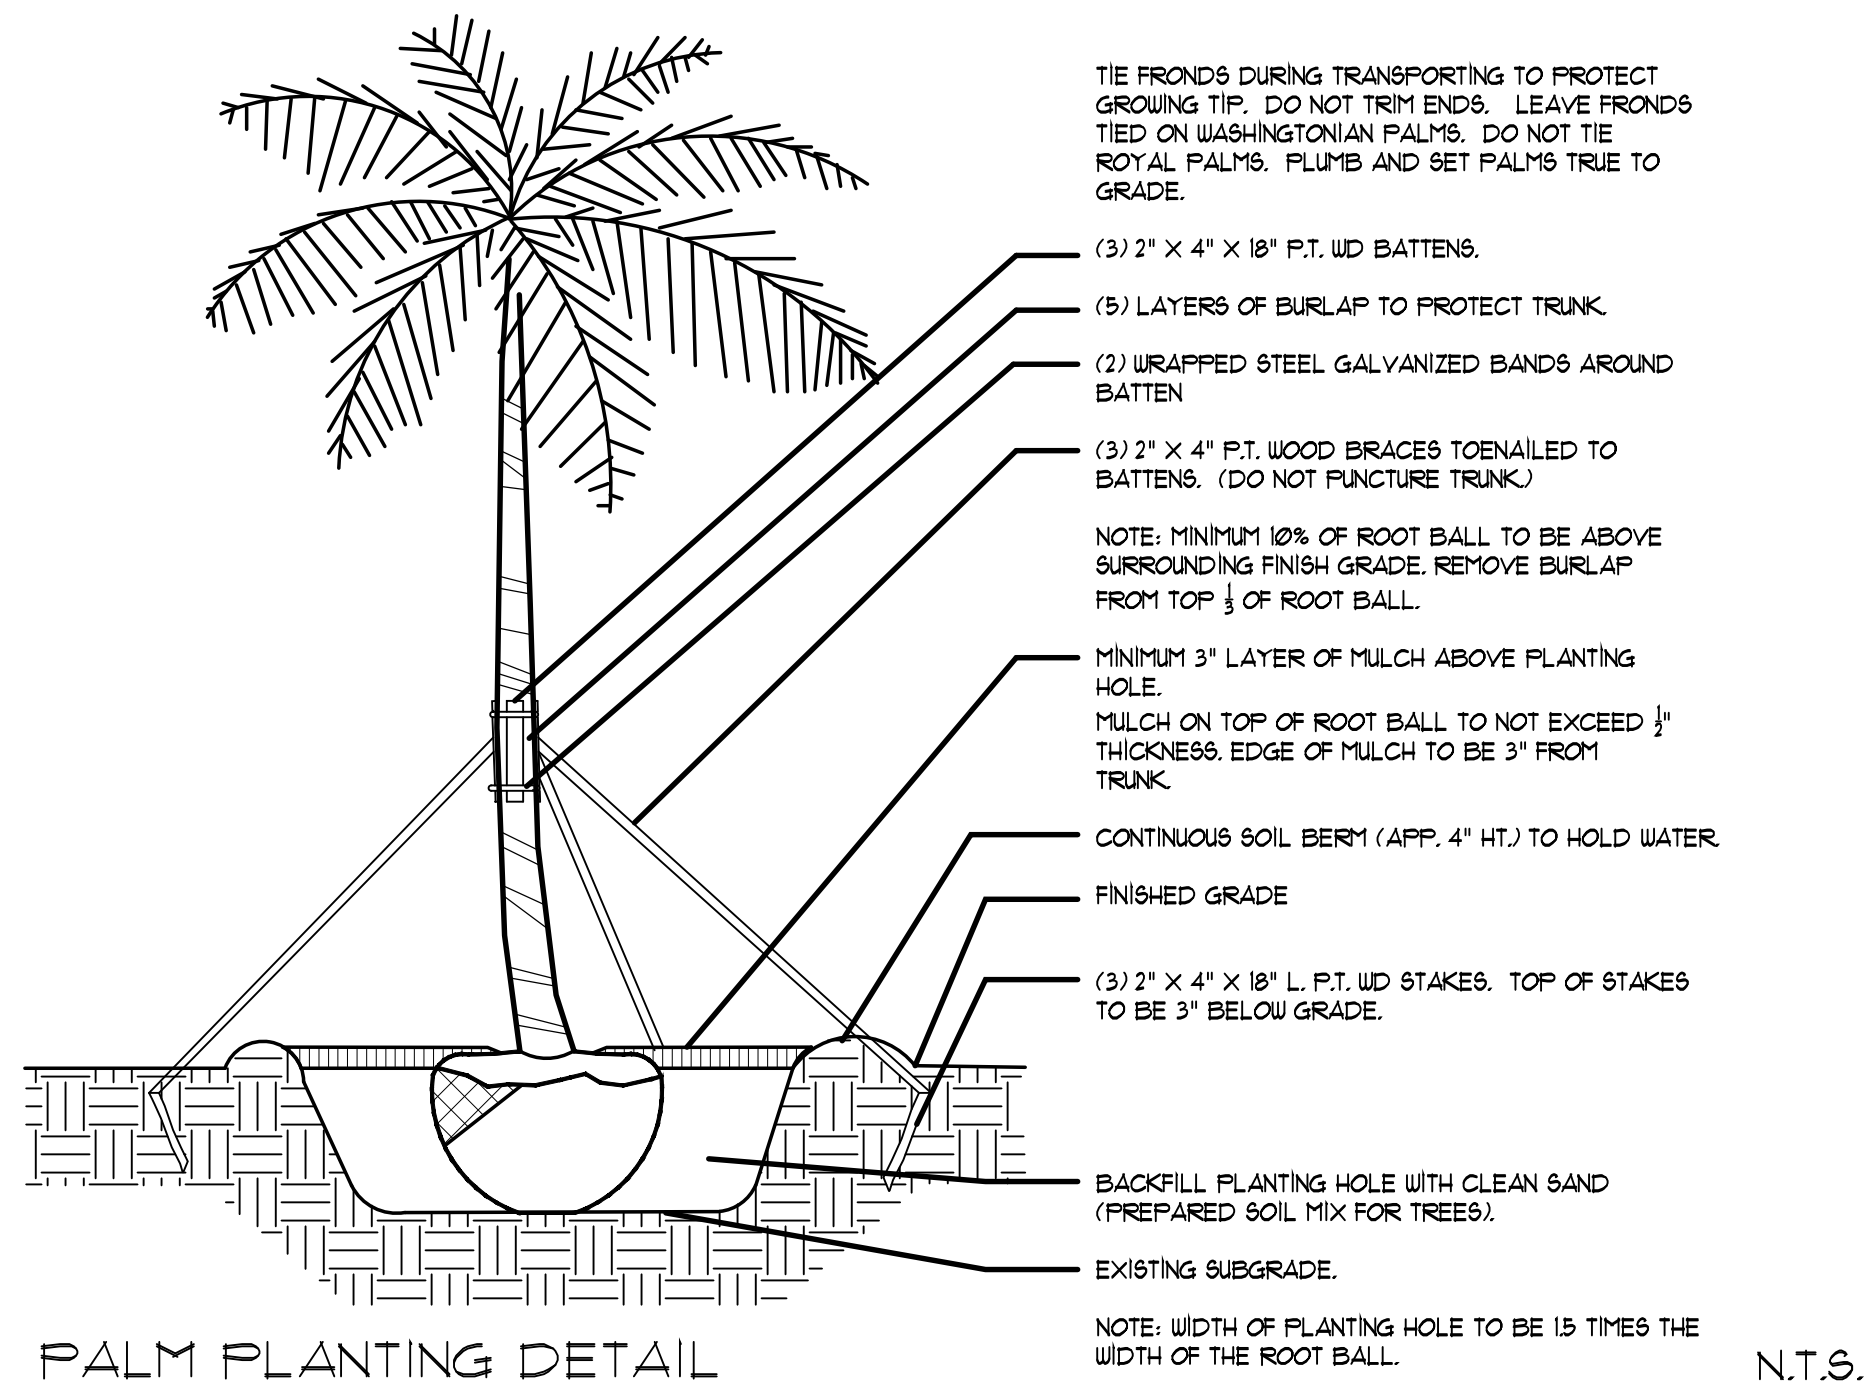 TIE FRONDS DURING TRANSPORTING TO PROTECT
GROWING TIP. DO NOT TRIM ENDS. LEAVE FRONDS
TIED ON WASHINGTONIAN PALMS. DO NOT TIE
ROYAL PALMS. PLUMB AND SET PALMS TRUE TO
GRADE.
(3) 2" X 4" X 18" P.T. WD BATTENS.
(5) LAYERS OF BURLAP TO PROTECT TRUNK.
(2) WRAPPED STEEL GALVANIZED BANDS AROUND
BATTEN
(3) 2" X 4" P.T. WOOD BRACES TOENAILED TO
BATTENS. (DO NOT PUNCTURE TRUNK.)
NOTE: MINIMUM 10% OF ROOT BALL TO BE ABOVE
SURROUNDING FINISH GRADE. REMOVE BURLAP
FROM TOP 1/3 OF ROOT BALL.
MINIMUM 3" LAYER OF MULCH ABOVE PLANTING
HOLE.
MULCH ON TOP OF ROOT BALL TO NOT EXCEED 1/2"
THICKNESS. EDGE OF MULCH TO BE 3" FROM
TRUNK.
CONTINUOUS SOIL BERM (APP. 4" HT.) TO HOLD WATER.
FINISHED GRADE
(3) 2" X 4" X 18" L. P.T. WD STAKES. TOP OF STAKES
TO BE 3" BELOW GRADE.
BACKFILL PLANTING HOLE WITH CLEAN SAND
(PREPARED SOIL MIX FOR TREES).
EXISTING SUBGRADE.
NOTE: WIDTH OF PLANTING HOLE TO BE 1.5 TIMES THE
WIDTH OF THE ROOT BALL.
PALM PLANTING DETAIL
N.T.S.